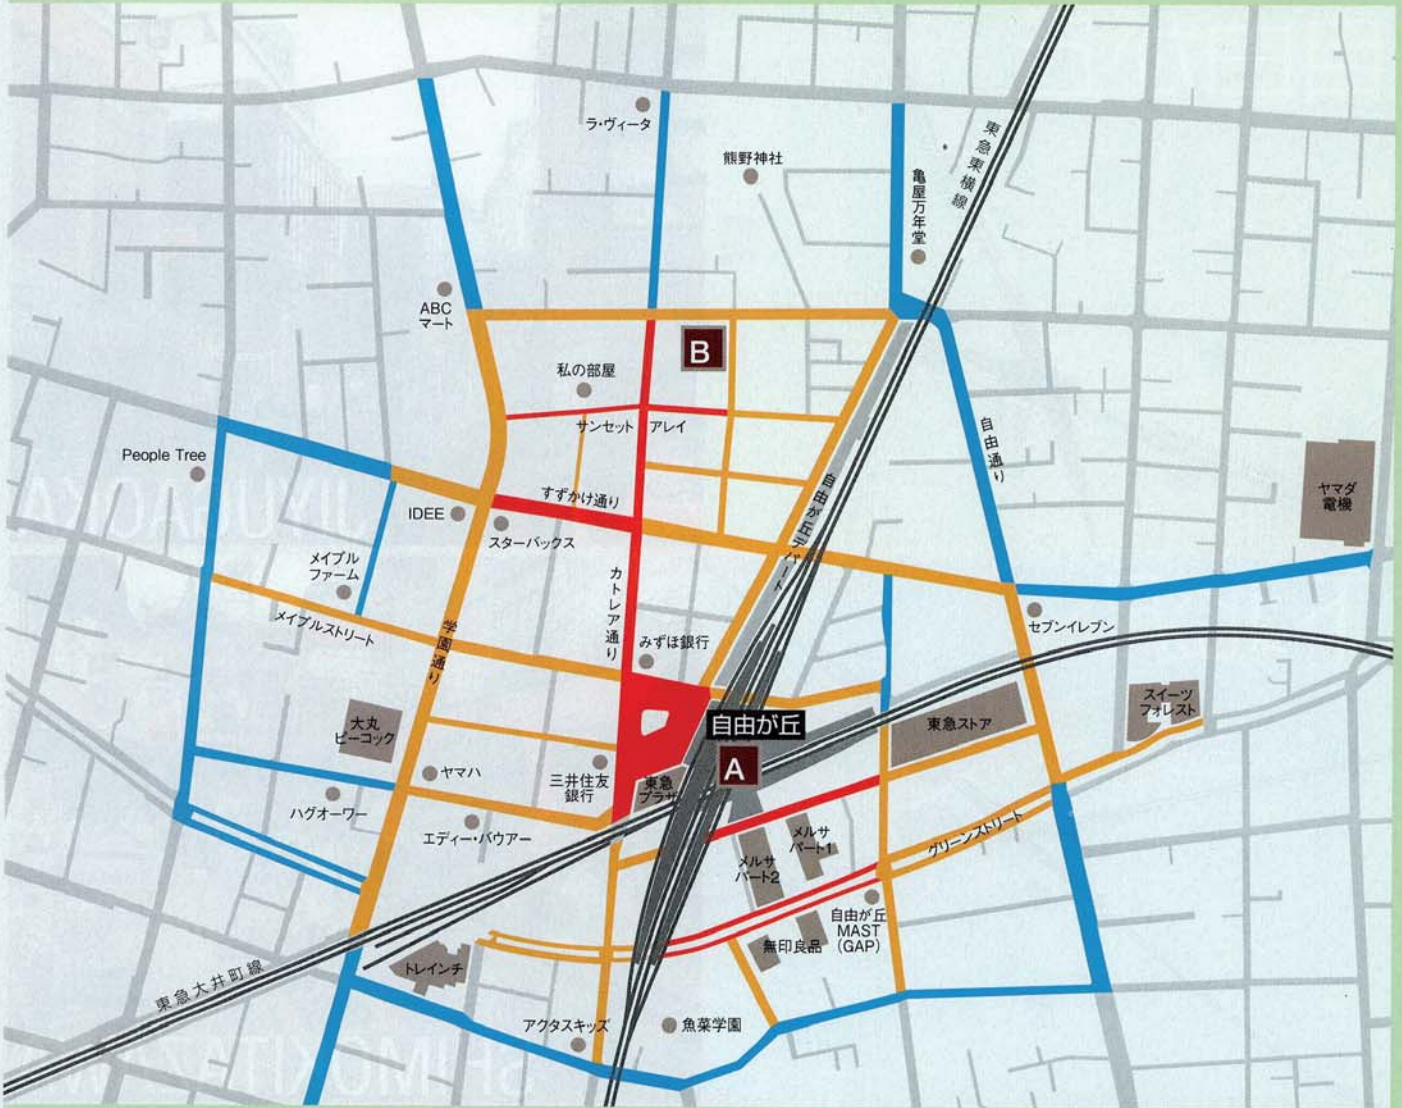 ラ・ヴィータ
熊野神社
東急東横線
亀屋万年堂
ABC
マート
B
私の部屋
サンセット アレイ
自由通り
People Tree
ヤマダ
電機
すずかけ通り
自由が丘デパート
IDEE
スターバックス
メイプル
ファーム
カトレア通り
メイプルストリート
学園通り
みずほ銀行
セブンイレブン
大丸
ピーコック
自由が丘
東急ストア
スイーツ
フォレスト
A
ヤマハ
三井住友
銀行
東急
プラザ
ハグオーワー
エディー・バウアー
メルサ
パート1
グリーンストリート
メルサ
パート2
自由が丘
MAST
(GAP)
無印良品
トレインチ
東急大井町線
アクタスキッズ
魚菜学園